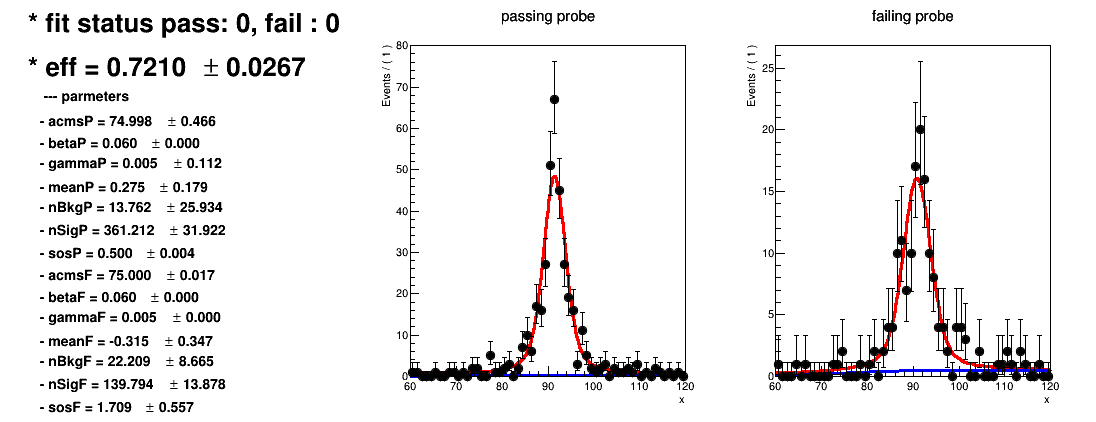 * fit status pass: 0, fail : 0
* eff = 0.7210 ± 0.0267
--- parmeters
- acmsP = 74.998 ± 0.466
- betaP = 0.060 ± 0.000
- gammaP = 0.005 ± 0.112
- meanP = 0.275 ± 0.179
- nBkgP = 13.762 ± 25.934
- nSigP = 361.212 ± 31.922
- sosP = 0.500 ± 0.004
- acmsF = 75.000 ± 0.017
- betaF = 0.060 ± 0.000
- gammaF = 0.005 ± 0.000
- meanF = -0.315 ± 0.347
- nBkgF = 22.209 ± 8.665
- nSigF = 139.794 ± 13.878
- sosF = 1.709 ± 0.557
passing probe
Events / ( 1 )
80
70
60
50
40
30
20
10
0
60 70 80 90 100 110 120
x
failing probe
Events / ( 1 )
25
20
15
10
5
0
60 70 80 90 100 110 120
x